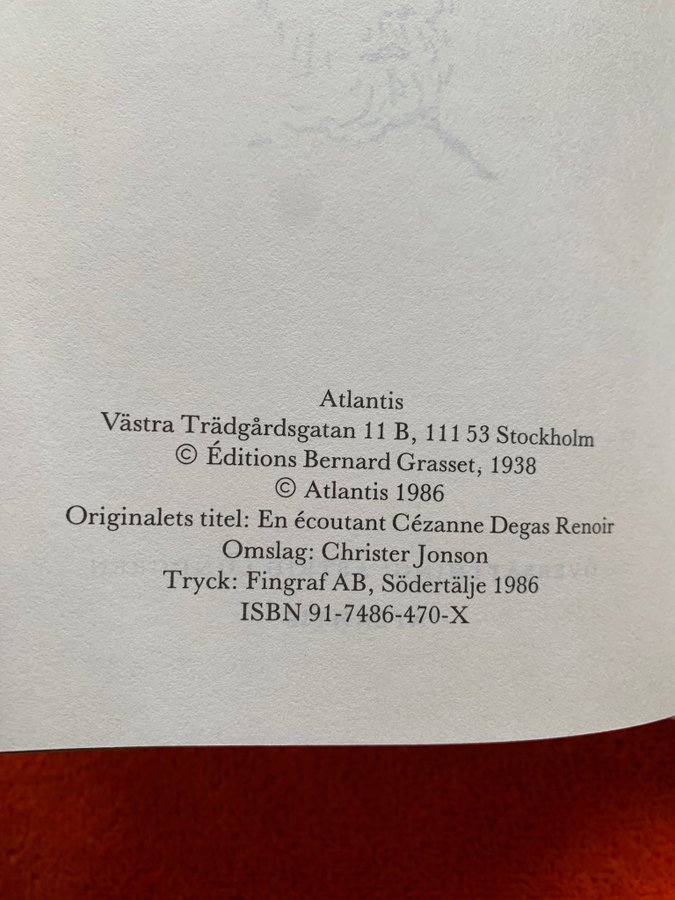 Atlantis
Västra Trädgårdsgatan 11 B, 111 53 Stockholm
© Éditions Bernard Grasset, 1938
© Atlantis 1986
Originalets titel: En écoutant Cézanne Degas Renoir
Omslag: Christer Jonson
Tryck: Fingraf AB, Södertälje 1986
ISBN 91-7486-470-X